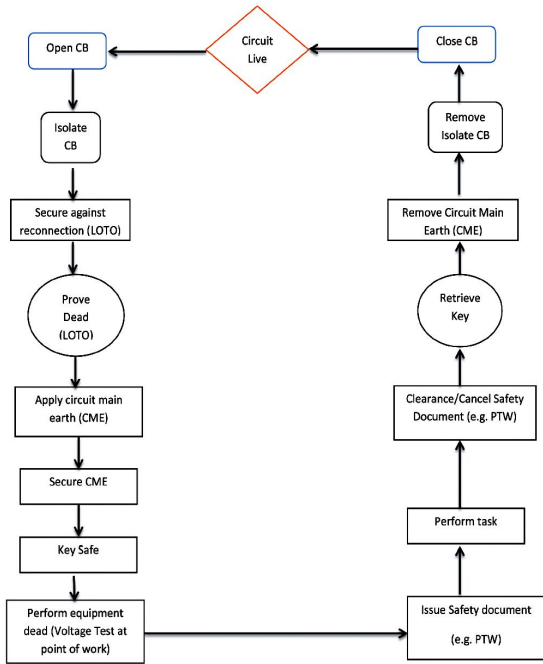 Circuit
Live
Open CB
Isolate
CB
Secure against
reconnection (LOTO)
Prove
Dead
(LOTO)
Apply circuit main
earth (CME)
Secure CME
Key Safe
Perform equipment
dead (Voltage Test at
point of work)
Issue Safety document
(e.g. PTW)
Perform task
Clearance/Cancel Safety
Document (e.g. PTW)
Retrieve
Key
Remove Circuit Main
Earth (CME)
Remove
Isolate CB
Close CB